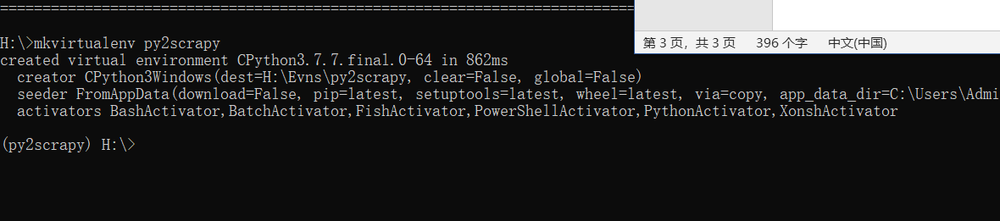 H:\>mkvirtualenv py2scrapy
created virtual environment CPython3.7.7.final.0-64 in 862ms
  creator CPython3Windows(dest=H:\Evns\py2scrapy, clear=False, global=False)
  seeder FromAppData(download=False, pip=latest, setuptools=latest, wheel=latest, via=copy, app_data_dir=C:\Users\Admi
  activators BashActivator,BatchActivator,FishActivator,PowerShellActivator,PythonActivator,XonshActivator
(py2scrapy) H:\>
第 3 页，共 3 页 396 个字 中文(中国)